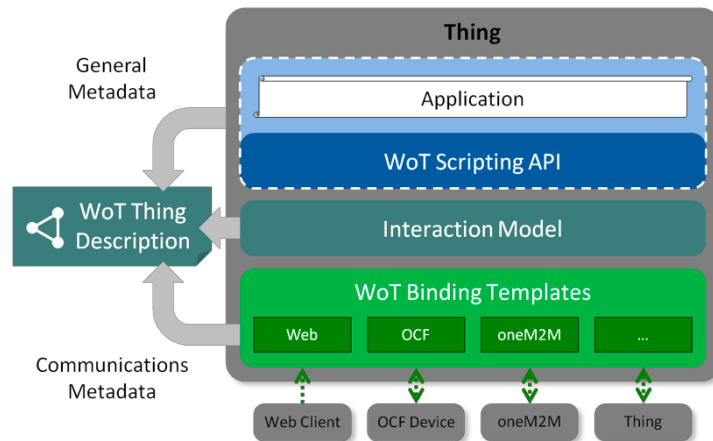 Thing
General
Metadata
Application
WoT Scripting API
WoT Thing
Description
Interaction Model
WoT Binding Templates
Web
OCF
oneM2M
...
Communications
Metadata
Web Client
OCF Device
oneM2M
Thing